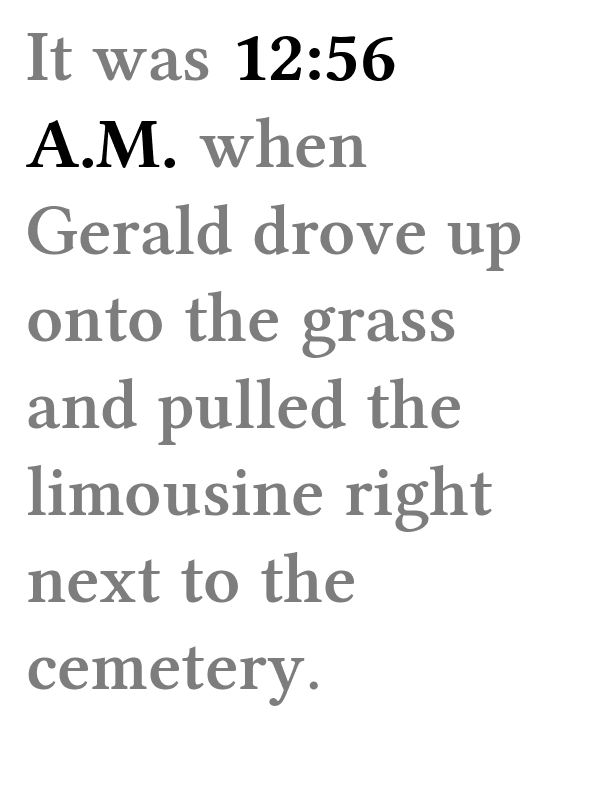 It was 12:56
A.M. when
Gerald drove up
onto the grass
and pulled the
limousine right
next to the
cemetery.